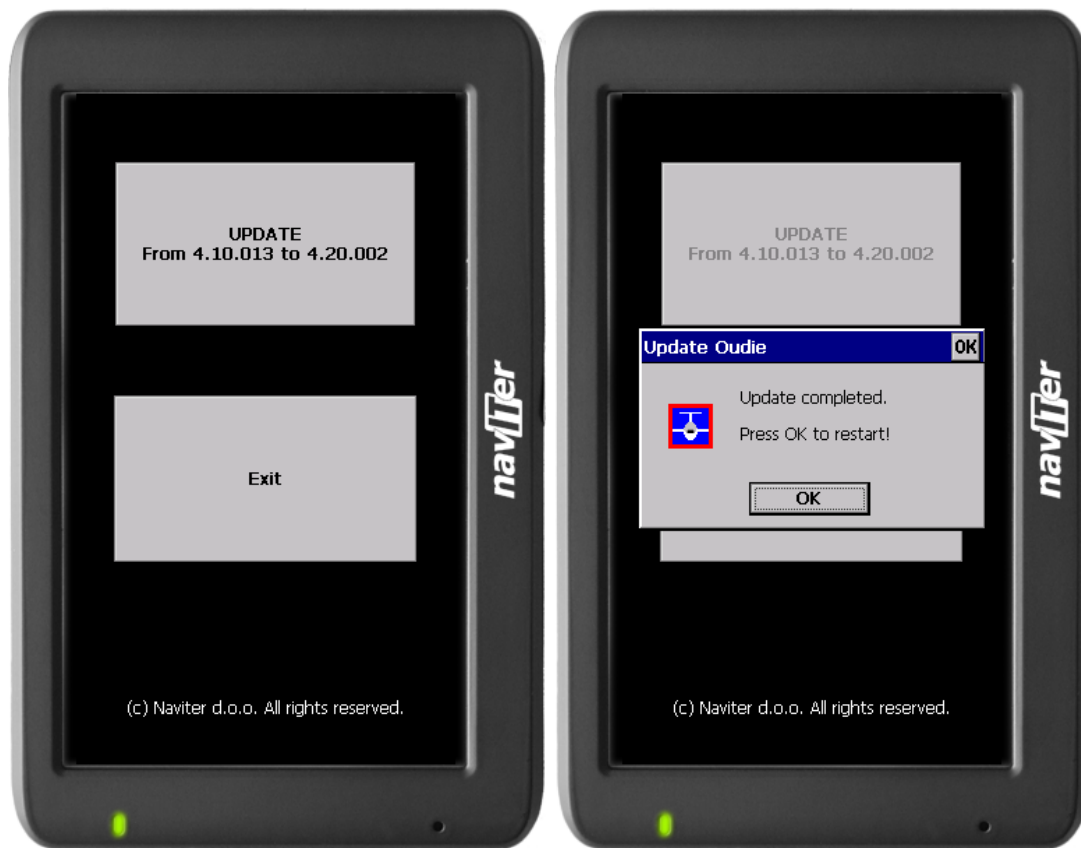 UPDATE
From 4.10.013 to 4.20.002
Exit
(c) Naviter d.o.o. All rights reserved.
naviter
UPDATE
From 4.10.013 to 4.20.002
Update Oudie
OK
Update completed.
Press OK to restart!
OK
(c) Naviter d.o.o. All rights reserved.
naviter